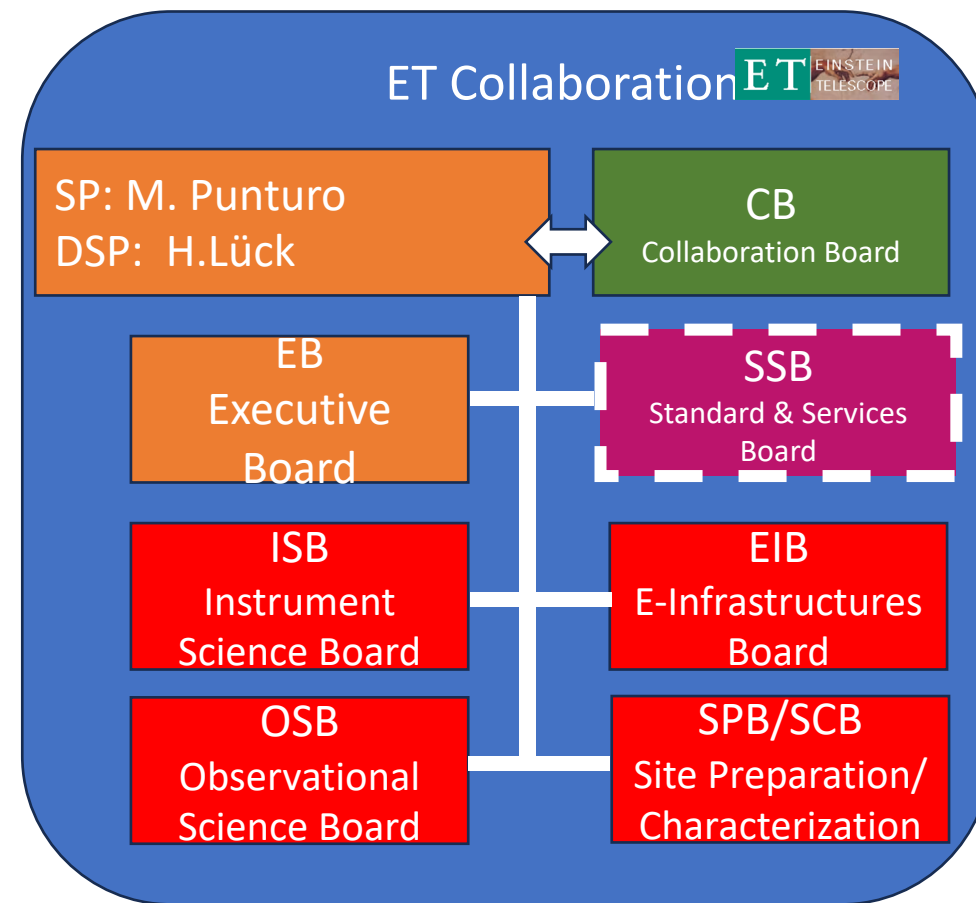 ET Collaboration
ET EINSTEIN
TELESCOPE
SP: M. Punturo
DSP: H.Lück
CB
Collaboration Board
EB
Executive
Board
SSB
Standard & Services
Board
ISB
Instrument
Science Board
EIB
E-Infrastructures
Board
OSB
Observational
Science Board
SPB/SCB
Site Preparation/
Characterization